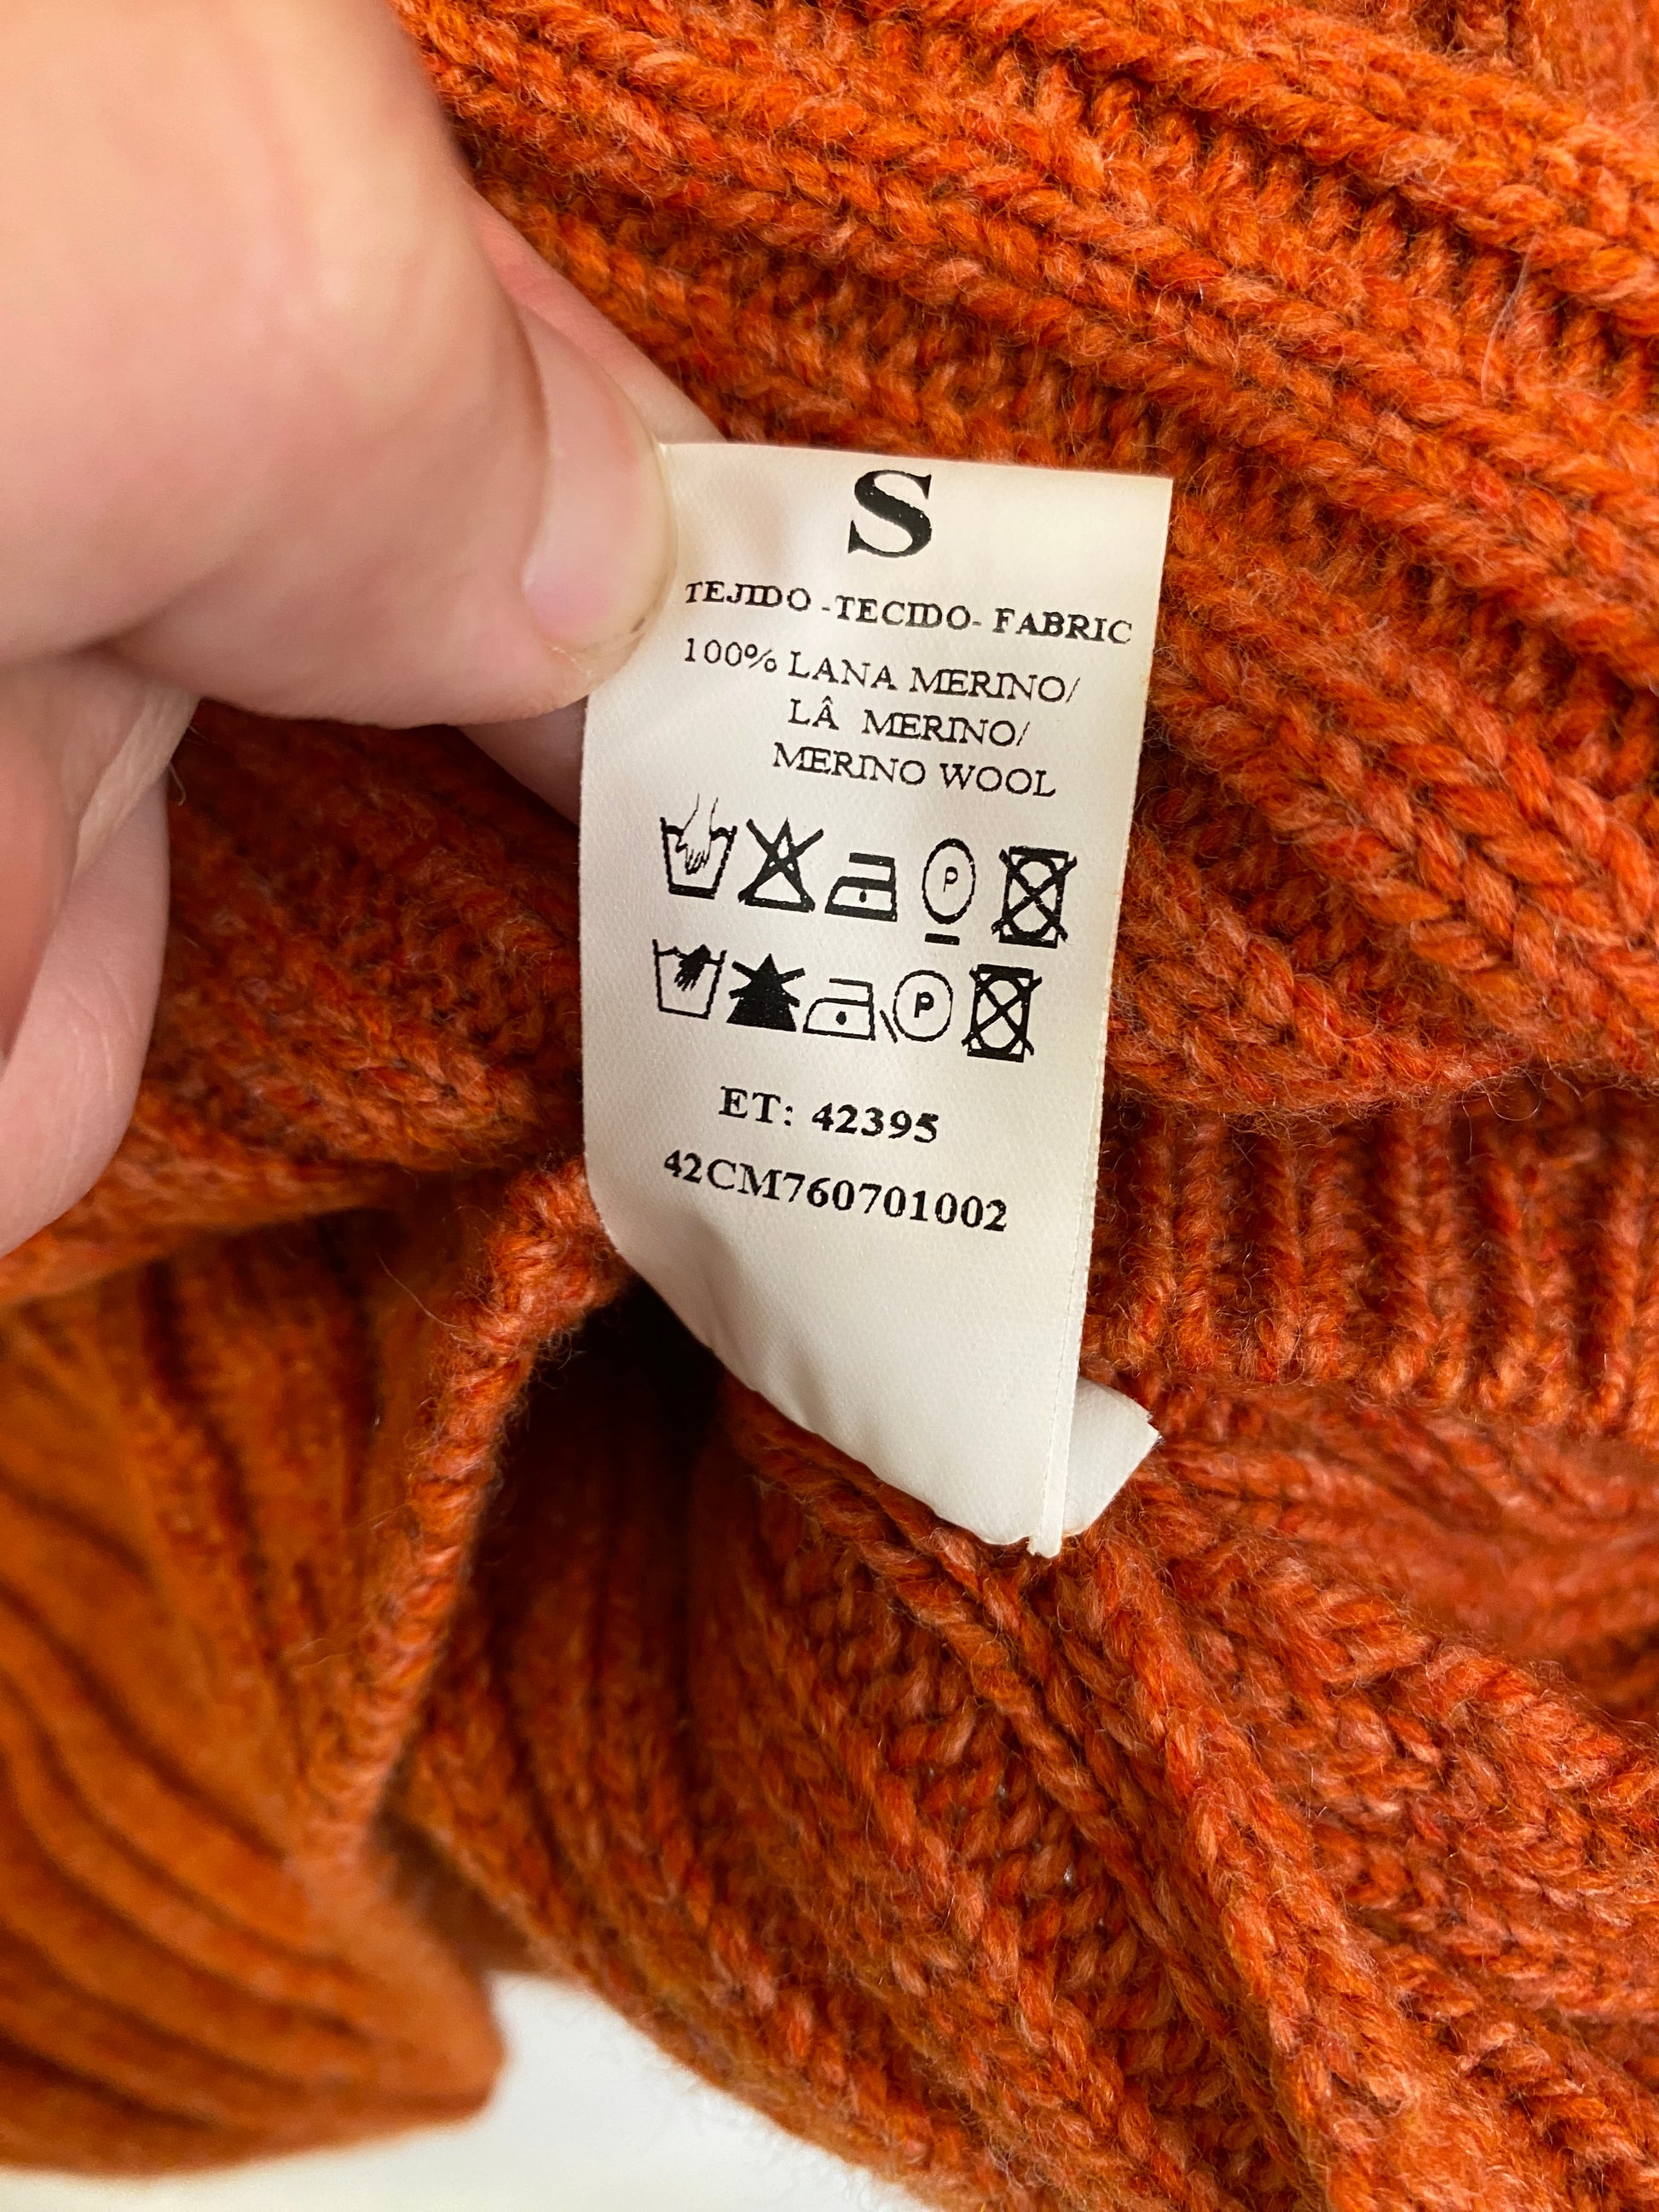 S
TEJIDO -TECIDO- FABRIC
100% LANA MERINO/
LÂ MERINO/
MERINO WOOL
P
P
ET: 42395
42CM760701002